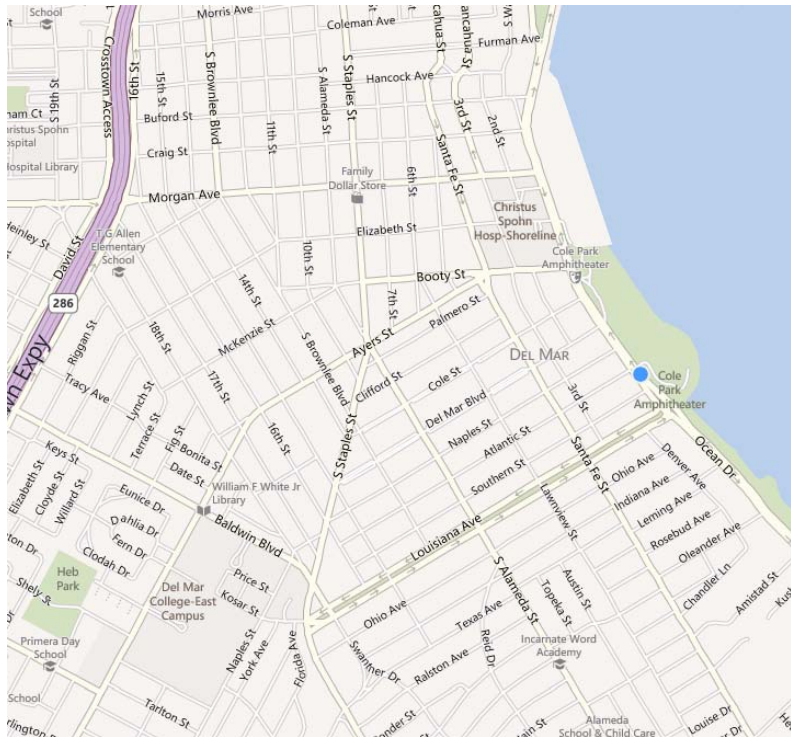 School
Morris Ave
Coleman Ave
Furman Ave
Hancock Ave
S 19th St
Crosstown Access
16th St
15th St
S Brownlee Blvd
S Alameda St
S Staples St
3rd St
2nd St
Buford St
11th St
Craig St
Hospital Library
Family
Dollar Store
6th St
Santa Fe St
Morgan Ave
Christus
Spohn
Hosp-Shoreline
Heinley St
David St
T G Allen
Elementary
School
Elizabeth St
10th St
Cole Park
Amphitheater
Booty St
286
14th St
7th St
Palmero St
McKenzie St
Ayers St
18th St
Riggan St
S Brownlee Blvd
DEL MAR
Tracy Ave
17th St
Clifford St
Cole St
Cole
Park
Amphitheater
Lynch St
Terrace St
Del Mar Blvd
3rd St
Naples St
Fig St
Bonita St
16th St
S Staples St
Atlantic St
Santa Fe St
Ocean Dr
Keys St
Date St
Southern St
Ohio Ave
Denver Ave
Elizabeth St
Cloyde St
Willard St
Eunice Dr
William F White Jr
Library
Indiana Ave
Lawnview St
Leming Ave
Dahlia Dr
Baldwin Blvd
Louisiana Ave
Rosebud Ave
Fern Dr
Oleander Ave
Clodah Dr
Heb
Park
Price St
S Alameda St
Austin St
Topeka St
Chandler Ln
Del Mar
College-East
Campus
Kosar St
Ohio Ave
Texas Ave
Amistad St
Shely St
Primera Day
School
Naples St
York Ave
Florida Ave
Swantner Dr
Reid Dr
Incarnate Word
Academy
Ralston Ave
School
Tarlton St
Louise Dr
Alameda
School & Child Care